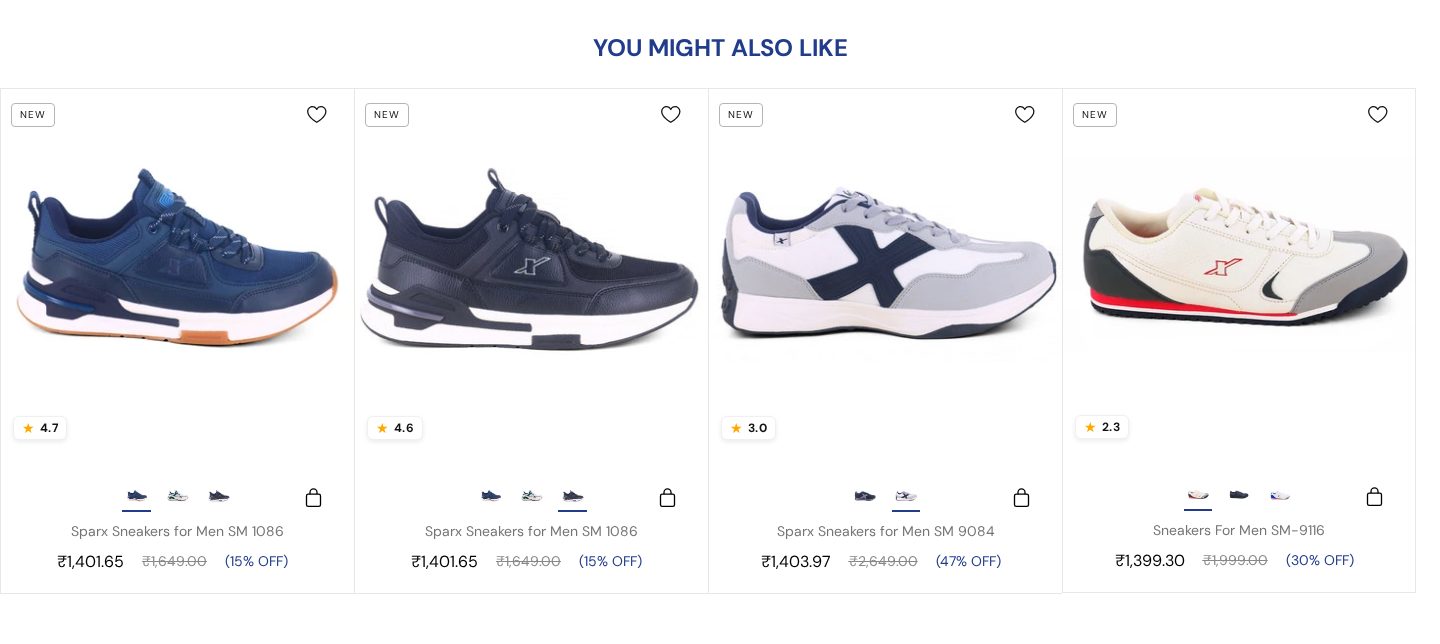 YOU MIGHT ALSO LIKE
NEW
4.7
Sparx Sneakers for Men SM 1086
₹1,401.65 ₹1,649.00 (15% OFF)
NEW
4.6
Sparx Sneakers for Men SM 1086
₹1,401.65 ₹1,649.00 (15% OFF)
NEW
3.0
Sparx Sneakers for Men SM 9084
₹1,403.97 ₹2,649.00 (47% OFF)
NEW
2.3
Sneakers For Men SM-9116
₹1,399.30 ₹1,999.00 (30% OFF)